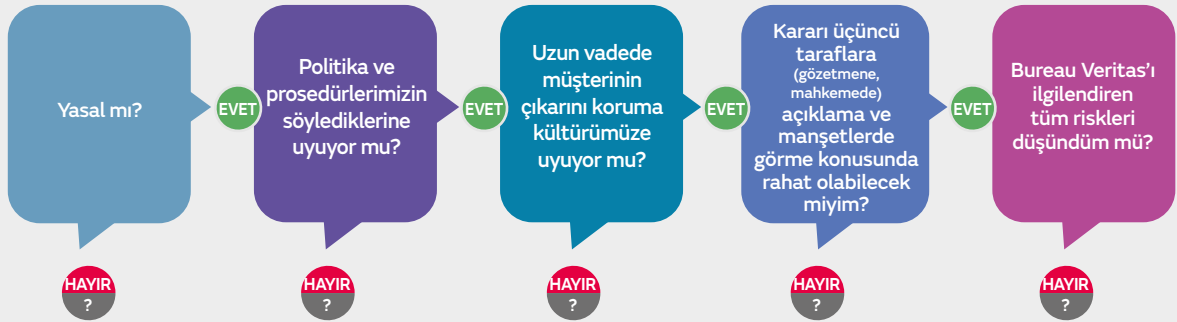 Yasal mı?
EVET
Politika ve
prosedürlerimizin
söylediklerine
uyuyor mu?
EVET
Uzun vadede
müşterinin
çıkarını koruma
kültürümüze
uyuyor mu?
EVET
Kararı üçüncü
taraflara
(gözetmene,
mahkemede)
açıklama ve
manşetlerde
görme konusunda
rahat olabilecek
miyim?
EVET
Bureau Veritas’ı
ilgilendiren
tüm riskleri
düşündüm mü?
HAYIR
?
HAYIR
?
HAYIR
?
HAYIR
?
HAYIR
?